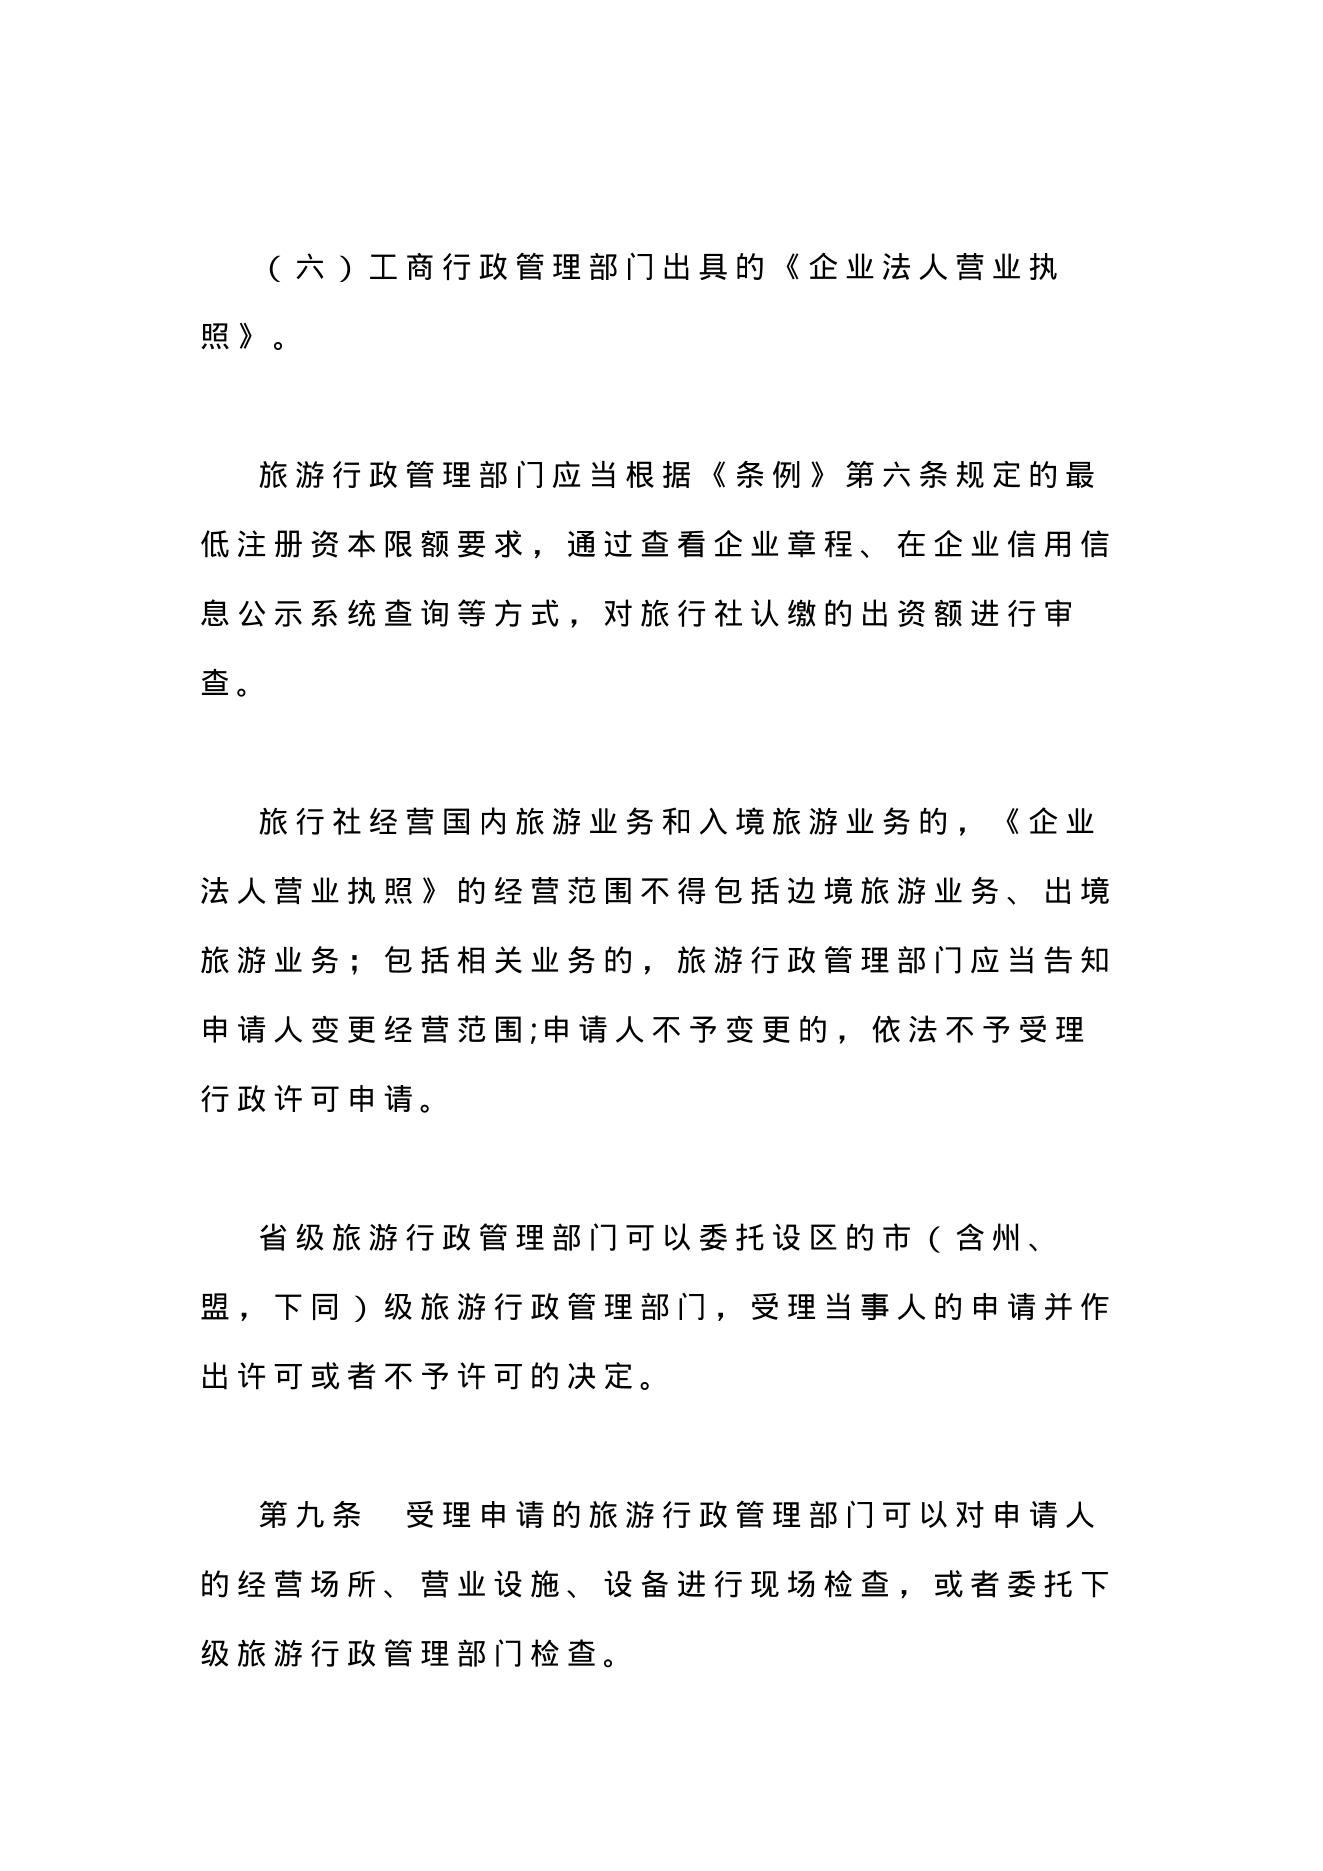 （六）工商行政管理部门出具的《企业法人营业执
照》。
旅游行政管理部门应当根据《条例》第六条规定的最
低注册资本限额要求，通过查看企业章程、在企业信用信
息公示系统查询等方式，对旅行社认缴的出资额进行审
查。
旅行社经营国内旅游业务和入境旅游业务的，《企业
法人营业执照》的经营范围不得包括边境旅游业务、出境
旅游业务；包括相关业务的，旅游行政管理部门应当告知
申请人变更经营范围;申请人不予变更的，依法不予受理
行政许可申请。
省级旅游行政管理部门可以委托设区的市（含州、
盟，下同）级旅游行政管理部门，受理当事人的申请并作
出许可或者不予许可的决定。
第九条　受理申请的旅游行政管理部门可以对申请人
的经营场所、营业设施、设备进行现场检查，或者委托下
级旅游行政管理部门检查。